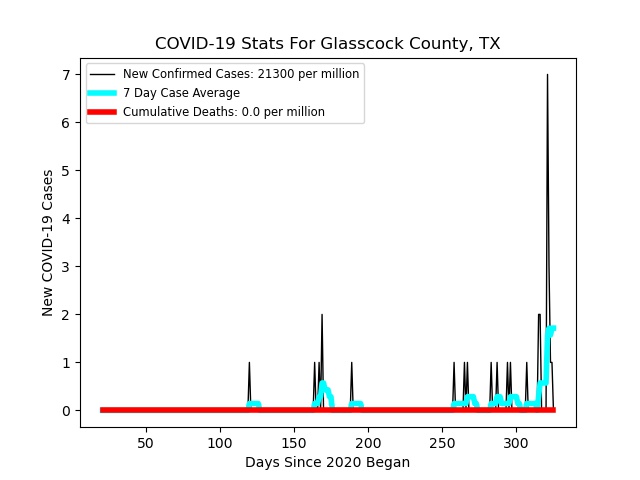 COVID-19 Stats For Glasscock County, TX
New Confirmed Cases: 21300 per million
7 Day Case Average
Cumulative Deaths: 0.0 per million
New COVID-19 Cases
7
6
5
4
3
2
1
0
50
100
150
200
250
300
Days Since 2020 Began